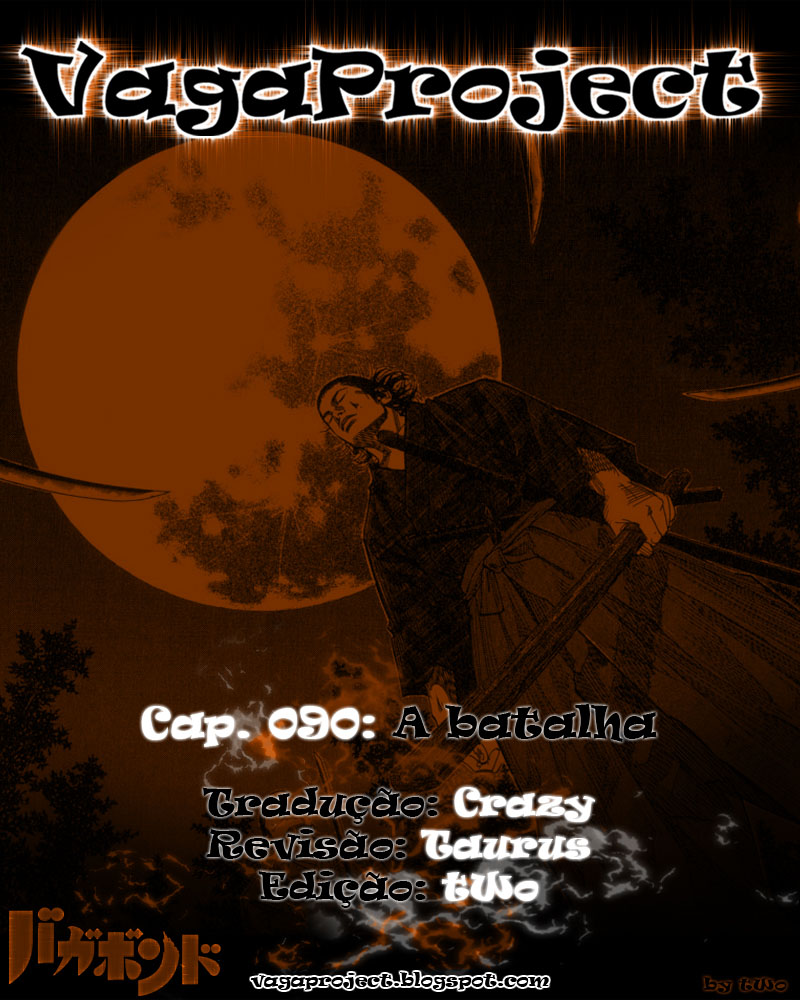 VagaProject
Cap. 090: A batalha
Tradução: Crazy
Revisão: Taurus
Edição: tWo
バガボンド
vagaproject.blogspot.com
by tWo